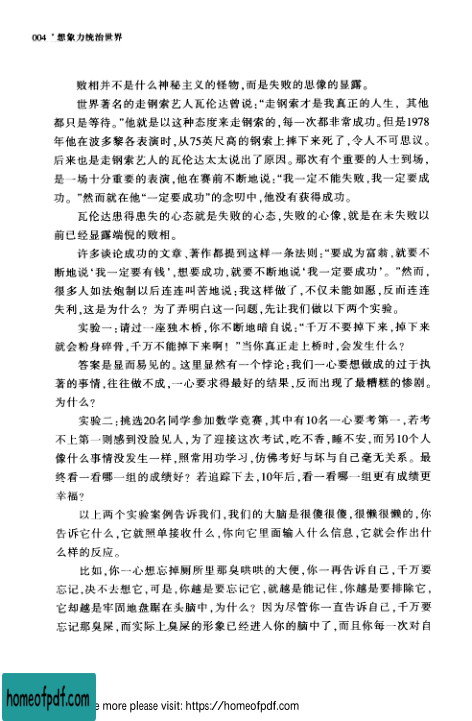 004 "想象力统治世界
败相并不是什么神秘主义的怪物,而是失败的思像的显露。
世界著名的走钢索艺人瓦伦达曾说:“走钢索才是我真正的人生，其他
都只是等待。”他就是以这种态度来走钢索的,每一次都非常成功。但是1978
年他在波多黎各表演时,从75英尺高的钢索上摔下来死了,令人不可思议。
后来也是走钢索艺人的瓦伦达太太说出了原因。那次有个重要的人士到场,
是一场十分重要的表演,他在赛前不断地说:“我一定不能失败,我一定要成
功。”然而就在他“一定要成功”的念叨中,他没有获得成功。
瓦伦达患得患失的心态就是失败的心态,失败的心像,就是在未失败以
前已经显露端倪的败相。
许多谈论成功的文章、著作都提到这样一条法则:“要成为富翁,就要不
断地说‘我一定要有钱’,想要成功,就要不断地说‘我一定要成功’。”然而,
很多人如法炮制以后连连叫苦地说:我这样做了,不仅未能如愿,反而连连
失利,这是为什么？为了弄明白这一问题,先让我们做以下两个实验。
实验一:请过一座独木桥,你不断地暗自说:“千万不要掉下来,掉下来
就会粉身碎骨,千万不能掉下来啊！”当你真正走上桥时,会发生什么?
答案是显而易见的。这里显然有一个悖论:我们一心要想做成的过于执
著的事情,往往做不成,一心要求得最好的结果,反而出现了最糟糕的惨剧。
为什么?
实验二:挑选20名同学参加数学竞赛,其中有10名一心要考第一,若考
不上第一则感到没脸见人,为了迎接这次考试,吃不香,睡不安,而另10个人
像什么事情没发生一样,照常用功学习,仿佛考好与坏与自己毫无关系。最
终看一看哪一组的成绩好？若追踪下去,10年后,看一看哪一组更有成绩更
幸福?
以上两个实验案例告诉我们,我们的大脑是很傻很傻,很懒很懒的,你
告诉它什么,它就照单接收什么,你向它里面输入什么信息,它就会作出什
么样的反应。
比如,你一心想忘掉厕所里那臭哄哄的大便,你一再告诉自己,千万要
忘记,决不去想它,可是,你越是要忘记它,就越是能记住,你越是要排除它,
它却越是牢固地盘踞在头脑中,为什么？因为尽管你一直告诉自己,千万要
忘记那臭屎,而实际上臭屎的形象已经进入你的脑中了,而且你每一次对自
homeofpdf.com
e more please visit: https://homeofpdf.com